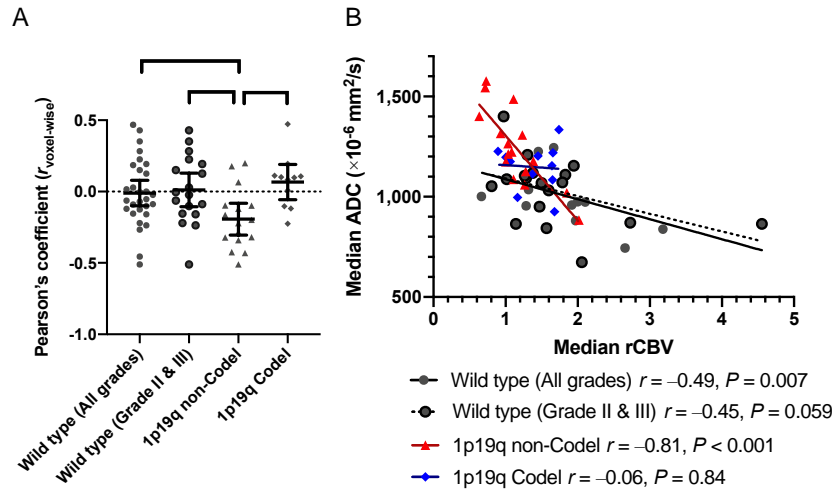 A
B
Pearson's coefficient (r voxel-wise)
0.5
0.0
-0.5
-1.0
Wild type (All grades)
Wild type (Grade II & III)
1p19q non-Codel
1p19q Codel
Median ADC (×10-6 mm2/s)
1,500
1,000
500
0
1
2
3
4
5
Median rCBV
Wild type (All grades) r = –0.49, P = 0.007
Wild type (Grade II & III) r = –0.45, P = 0.059
1p19q non-Codel r = –0.81, P < 0.001
1p19q Codel r = –0.06, P = 0.84